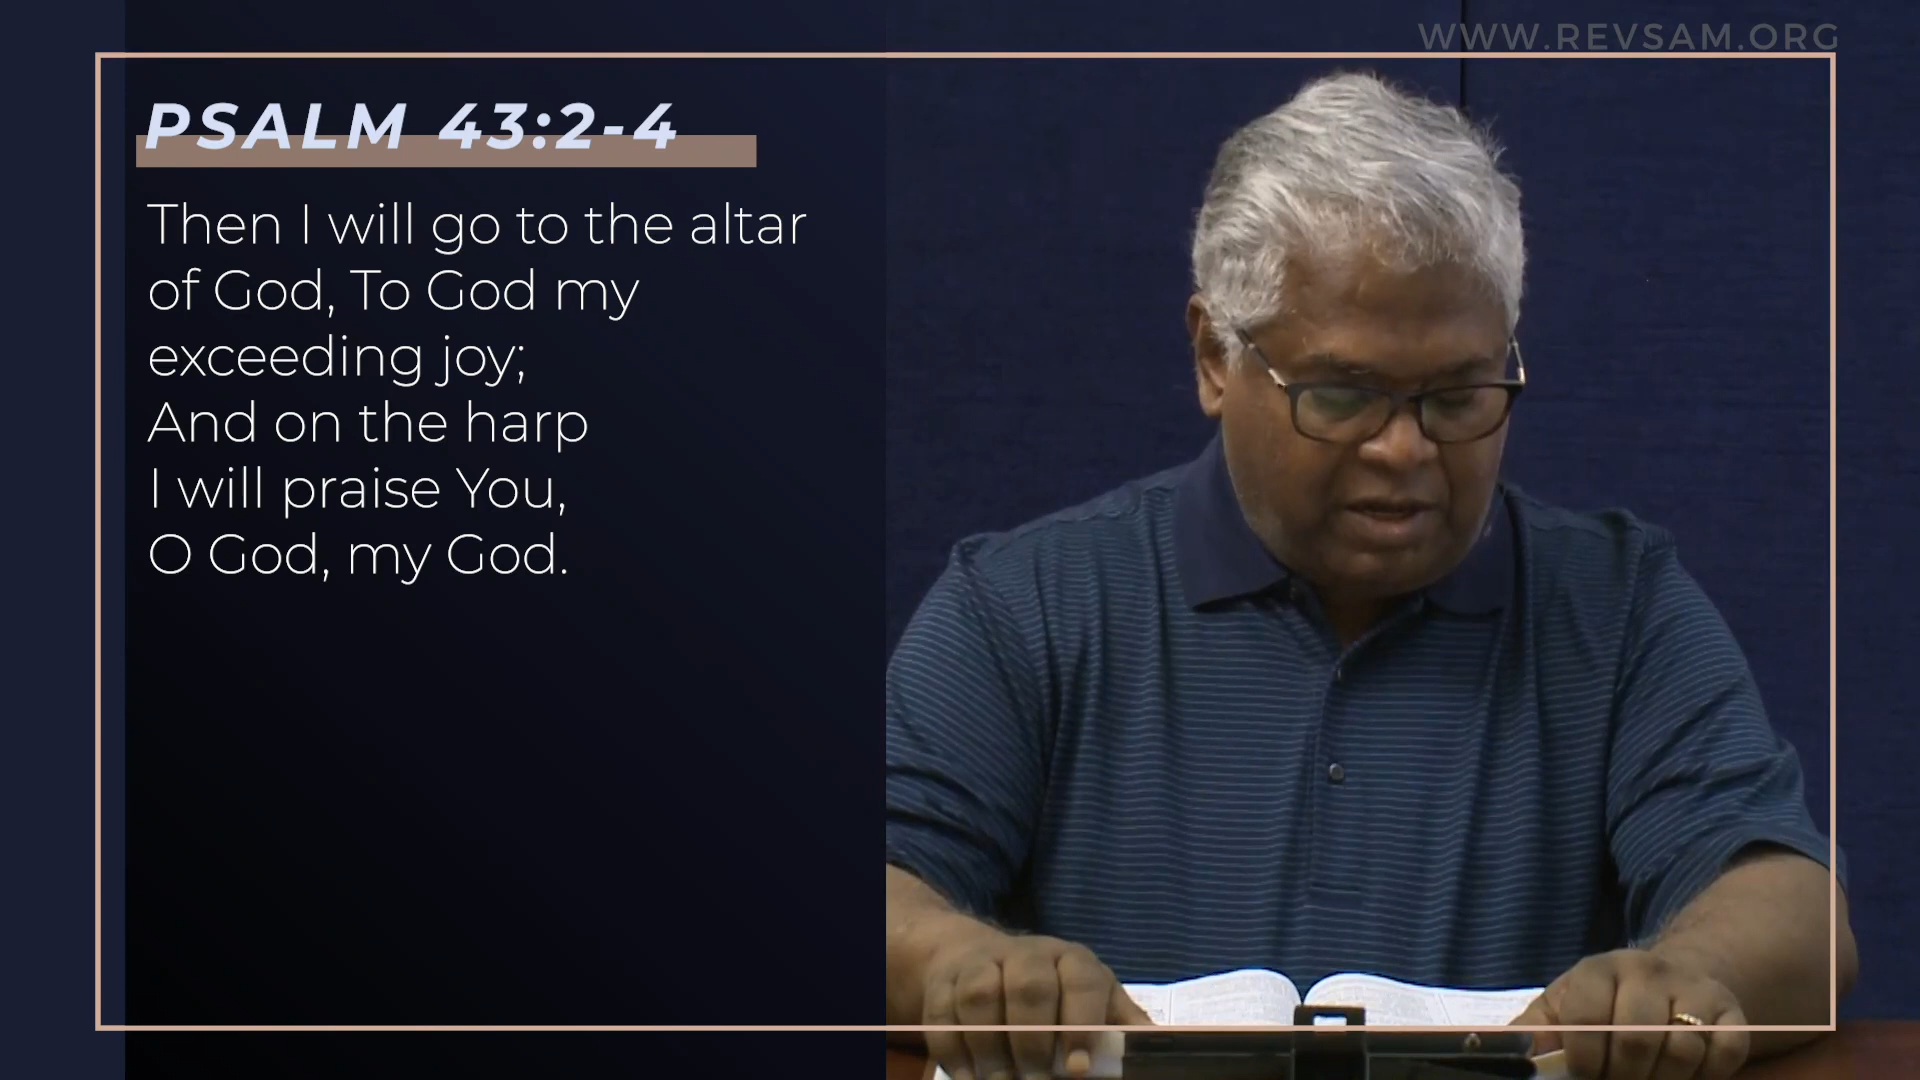 WWW.REVSAM.ORG
PSALM 43:2-4
Then I will go to the altar
of God, To God my
exceeding joy;
And on the harp
I will praise You,
O God, my God.